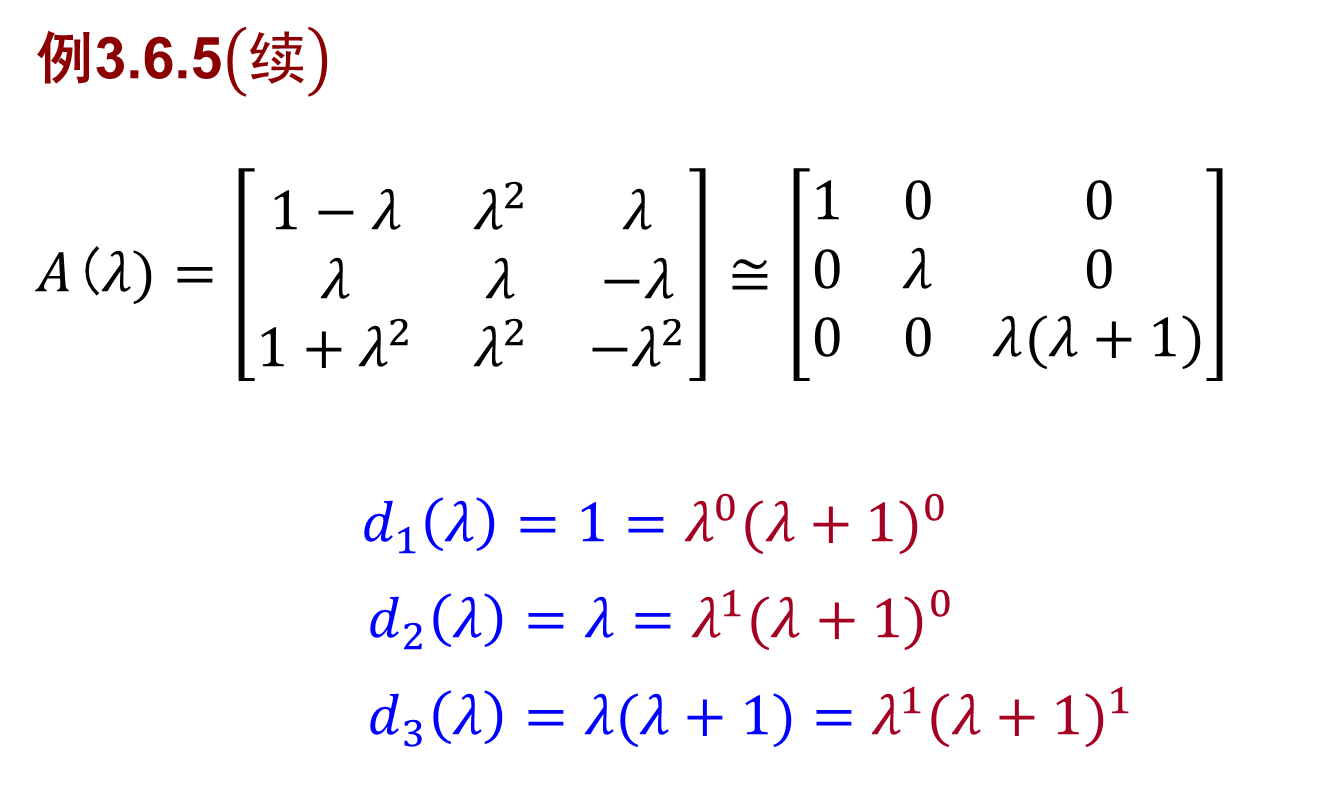 例3.6.5(续)
A(λ) = [1 − λ λ² λ; λ λ −λ; 1 + λ² λ² −λ²] ≅ [1 0 0; 0 λ 0; 0 0 λ(λ + 1)]
d₁(λ) = 1 = λ⁰(λ + 1)⁰
d₂(λ) = λ = λ¹(λ + 1)⁰
d₃(λ) = λ(λ + 1) = λ¹(λ + 1)¹